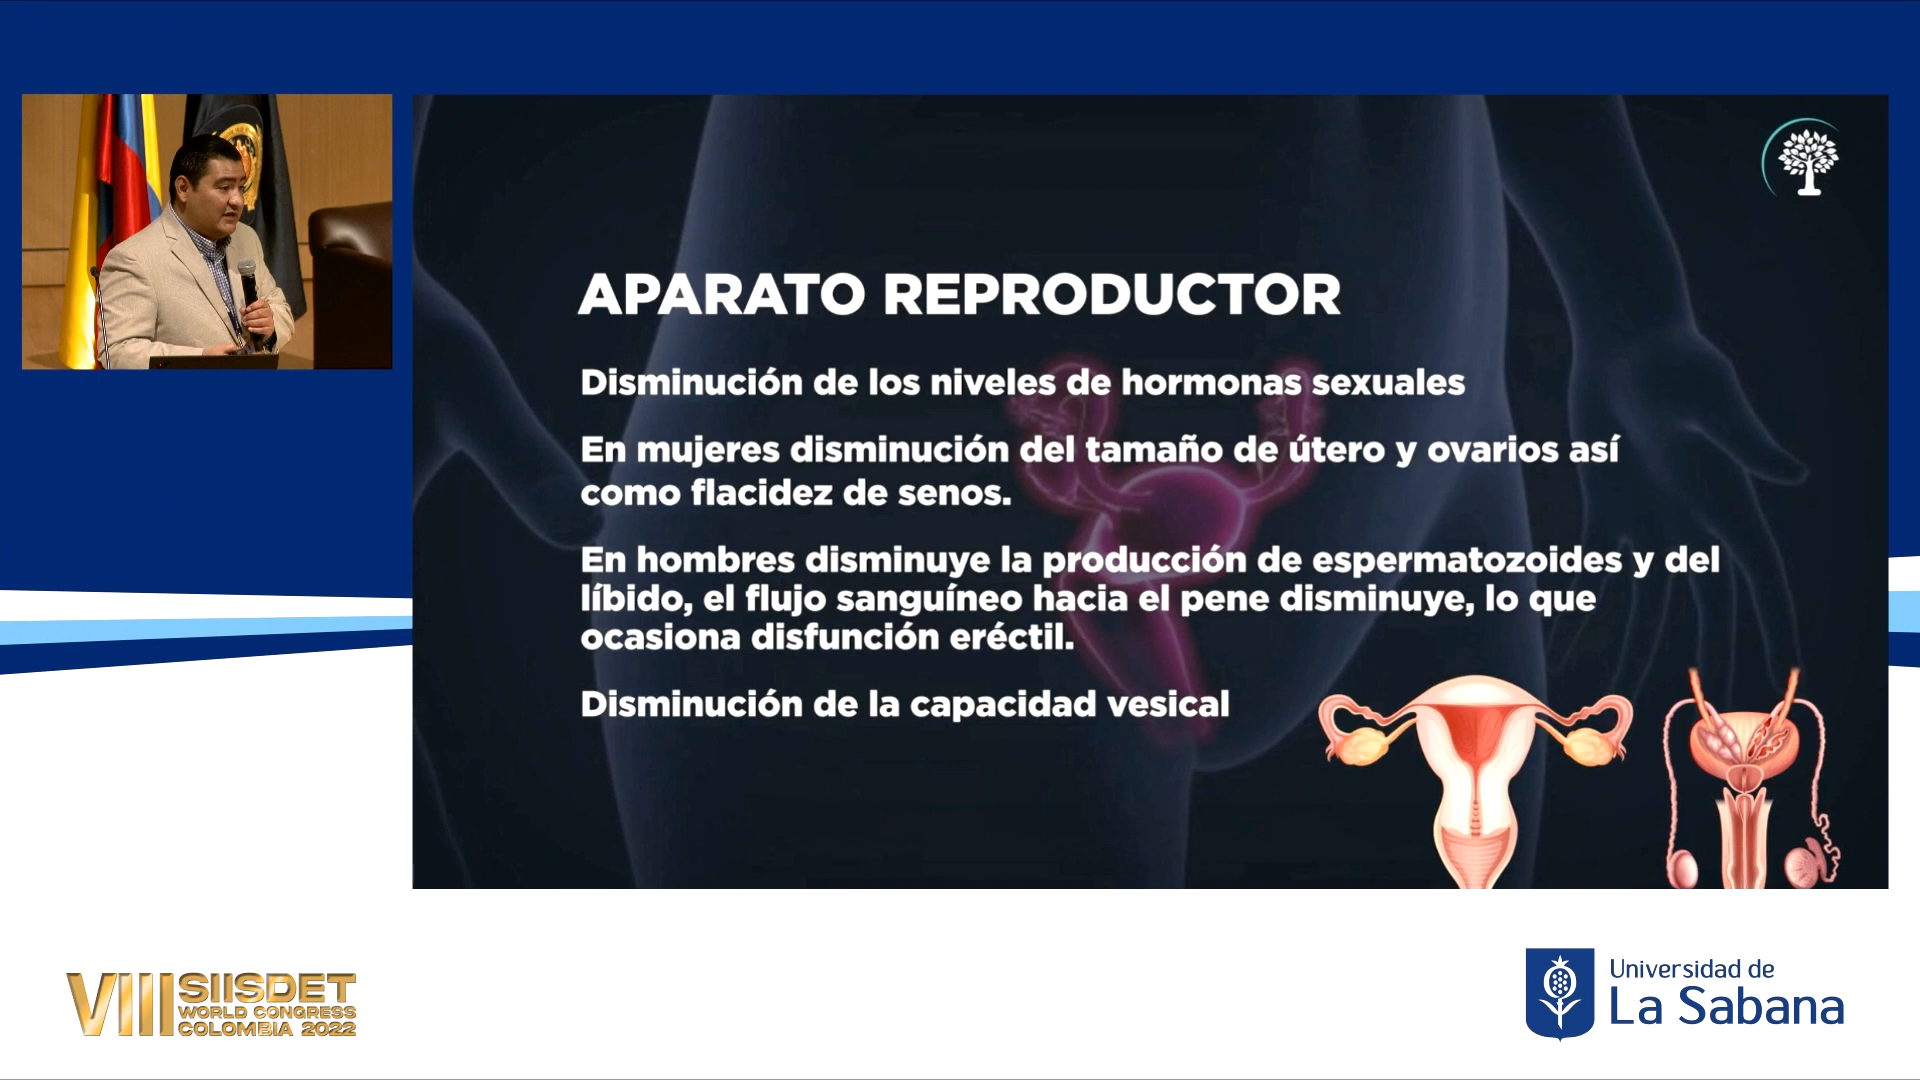 APARATO REPRODUCTOR
Disminución de los niveles de hormonas sexuales
En mujeres disminución del tamaño de útero y ovarios así
como flacidez de senos.
En hombres disminuye la producción de espermatozoides y del
líbido, el flujo sanguíneo hacia el pene disminuye, lo que
ocasiona disfunción eréctil.
Disminución de la capacidad vesical
VIII SIISDET
WORLD CONGRESS
COLOMBIA 2022
Universidad de
La Sabana